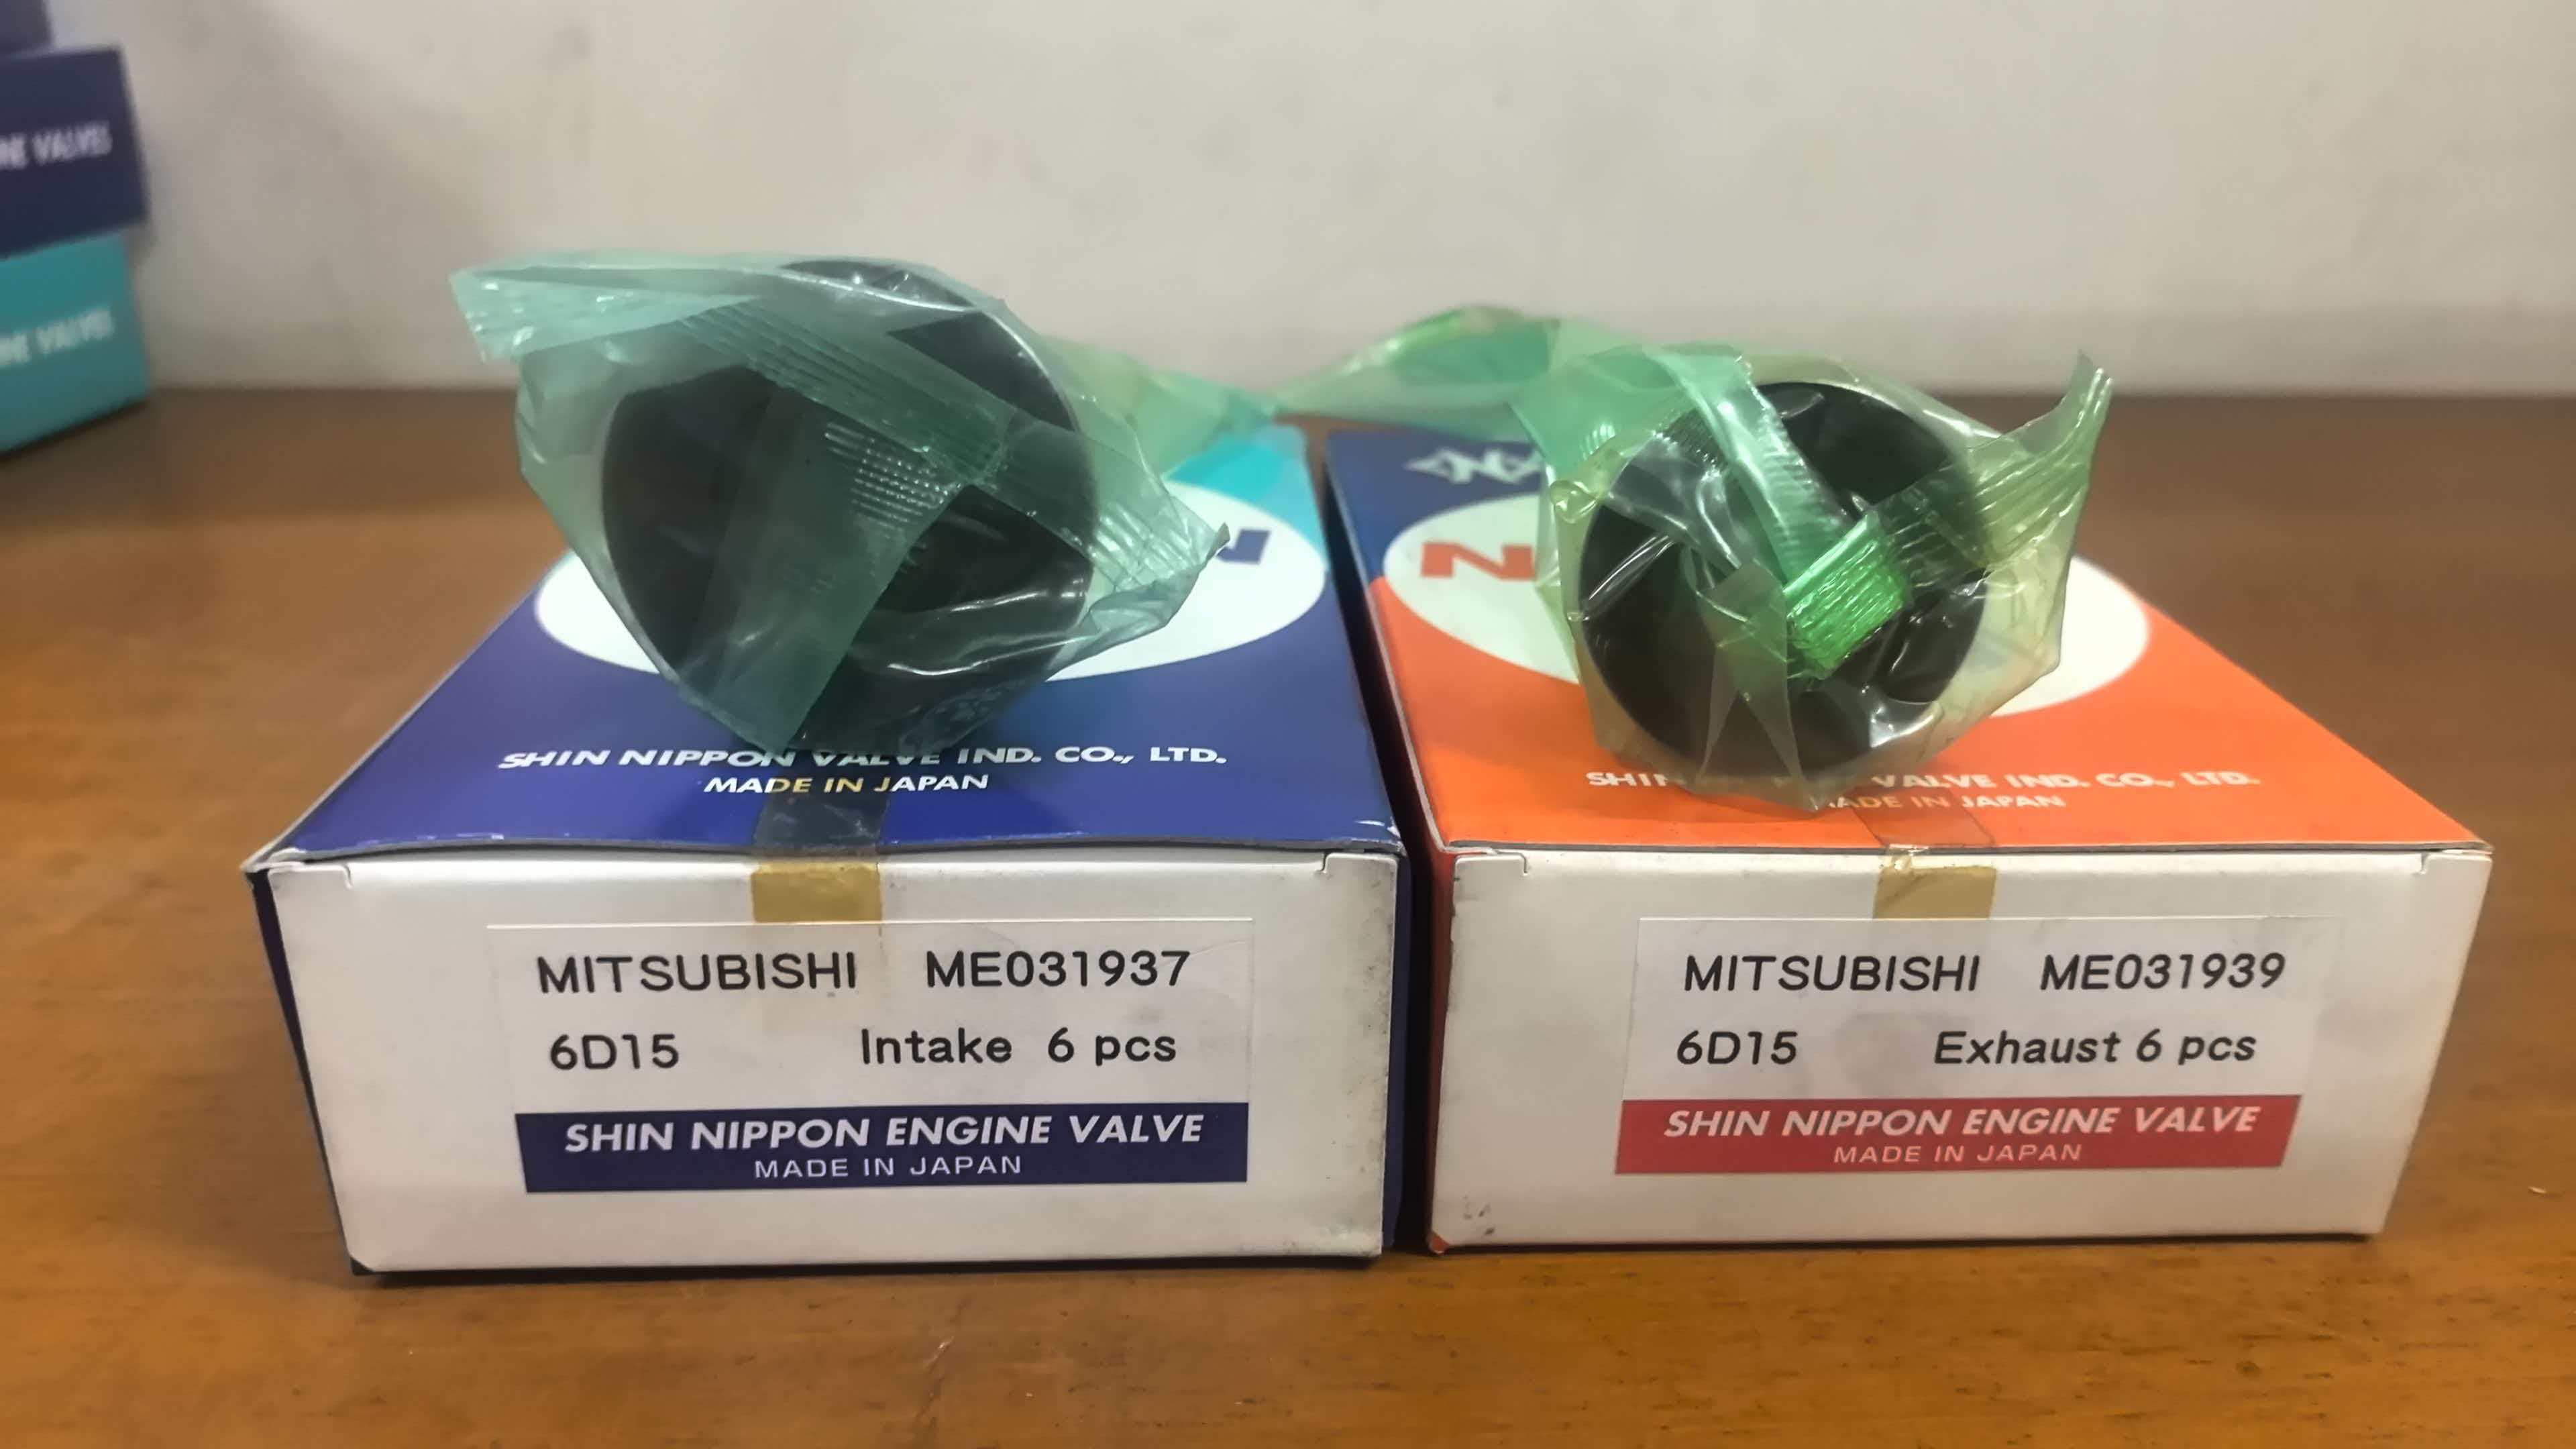 VALVES
VALVES
N
SHIN NIPPON VALVE IND. CO., LTD.
MADE IN JAPAN
MITSUBISHI ME031937
6D15 Intake 6 pcs
SHIN NIPPON ENGINE VALVE
MADE IN JAPAN
N
VALVE IND. CO., LTD.
MADE IN JAPAN
MITSUBISHI ME031939
6D15 Exhaust 6 pcs
SHIN NIPPON ENGINE VALVE
MADE IN JAPAN